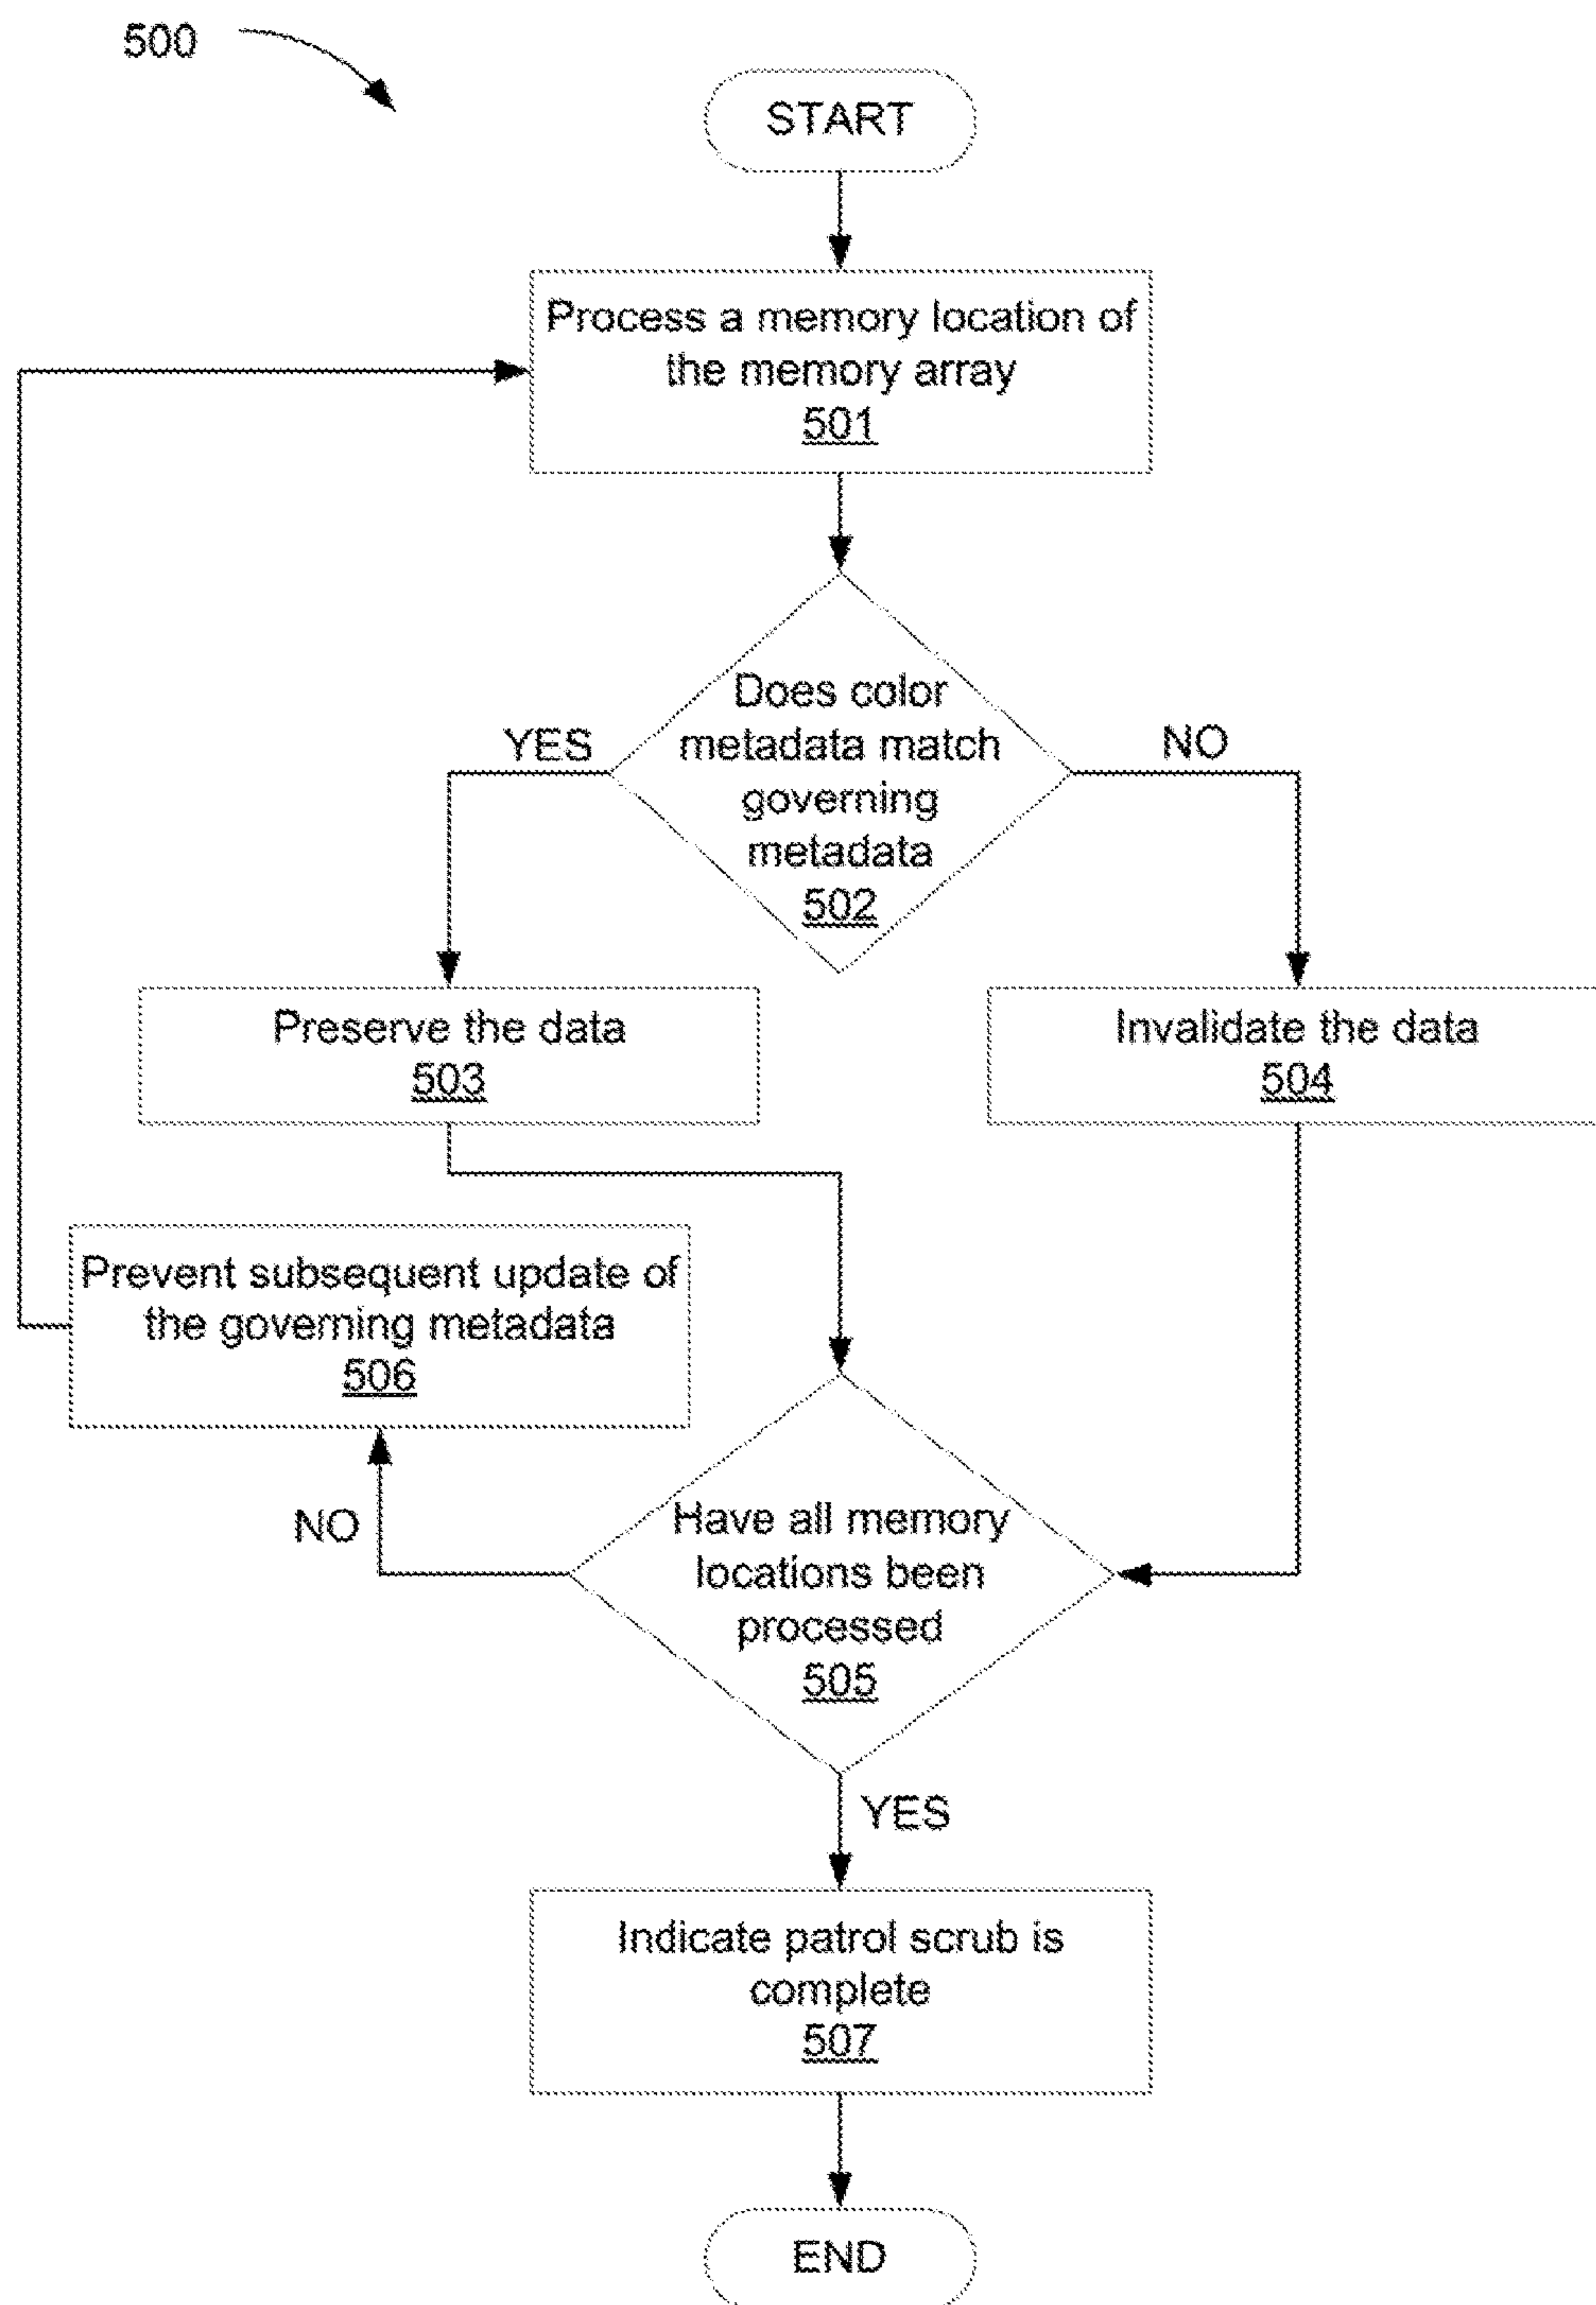 500
START
Process a memory location of
the memory array
501
Does color
metadata match
governing
metadata
502
YES
NO
Preserve the data
503
Invalidate the data
504
Prevent subsequent update of
the governing metadata
506
NO
Have all memory
locations been
processed
505
YES
Indicate patrol scrub is
complete
507
END